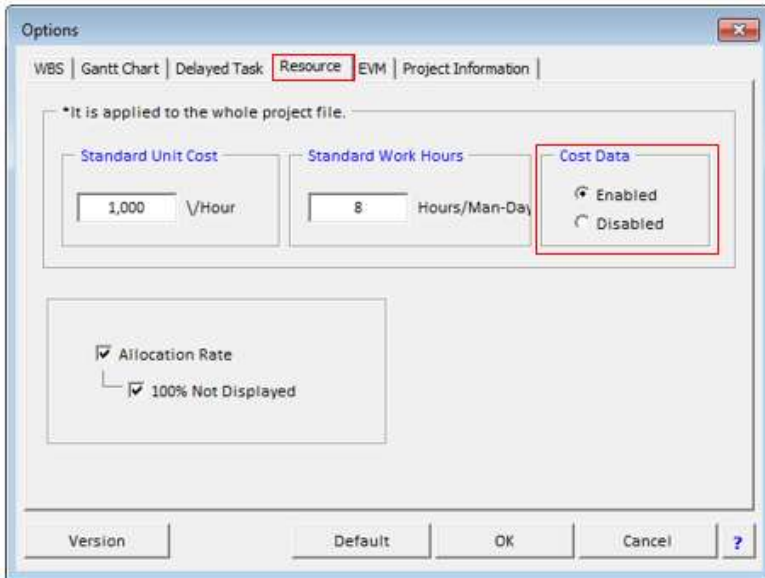 Options
WBS | Gantt Chart | Delayed Task | Resource | EVM | Project Information |
*It is applied to the whole project file.
Standard Unit Cost
Standard Work Hours
Cost Data
1,000 \/Hour
8 Hours/Man-Day
Enabled
Disabled
Allocation Rate
100% Not Displayed
Version
Default
OK
Cancel
?